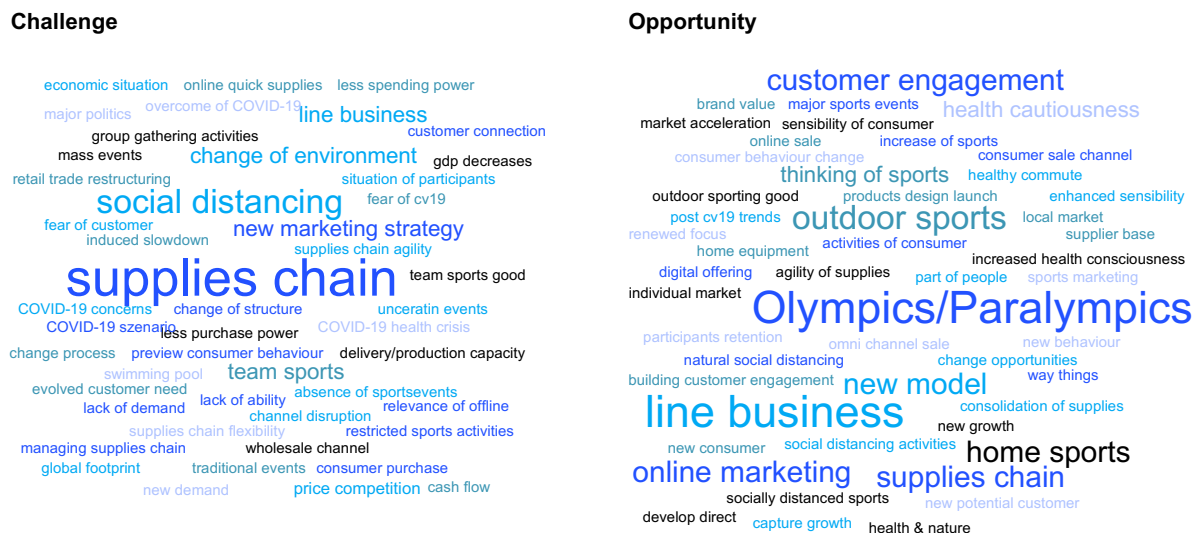 Challenge
economic situation online quick supplies less spending power
major politics overcome of COVID-19 line business
group gathering activities customer connection
mass events change of environment gdp decreases
retail trade restructuring situation of participants
social distancing fear of cv19
fear of customer new marketing strategy
induced slowdown supplies chain agility
supplies chain team sports good
COVID-19 concerns change of structure unceratin events
COVID-19 szenario less purchase power COVID-19 health crisis
change process preview consumer behaviour delivery/production capacity
swimming pool team sports
evolved customer need lack of ability absence of sportsevents
lack of demand channel disruption relevance of offline
supplies chain flexibility restricted sports activities
managing supplies chain wholesale channel
global footprint traditional events consumer purchase
new demand price competition cash flow
Opportunity
customer engagement
brand value major sports events health cautiousness
market acceleration sensibility of consumer
online sale increase of sports
consumer behaviour change consumer sale channel
thinking of sports healthy commute
outdoor sporting good products design launch enhanced sensibility
post cv19 trends outdoor sports local market
renewed focus supplier base
home equipment activities of consumer
increased health consciousness
digital offering agility of supplies part of people sports marketing
individual market
Olympics/Paralympics
participants retention omni channel sale new behaviour
natural social distancing change opportunities
building customer engagement new model way things
line business consolidation of supplies
new growth
new consumer social distancing activities home sports
online marketing supplies chain
socially distanced sports new potential customer
develop direct capture growth health & nature